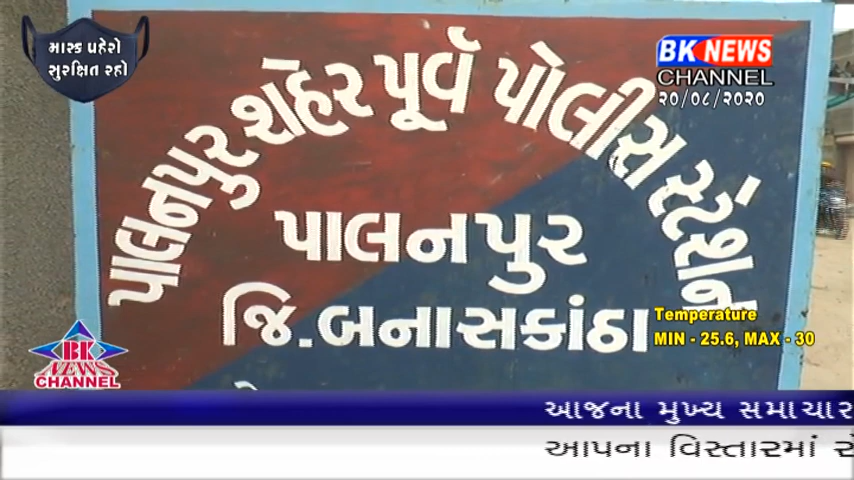 માસ્ક પહેરો
સુરક્ષિત રહો
BK NEWS
CHANNEL
૨૦/૦૮/૨૦૨૦
પાલનપુર શહેર પૂર્વ પોલીસ સ્ટેશન
પાલનપુર
જિ.બનાસકાંઠા
Temperature
MIN - 25.6, MAX - 30
BK
NEWS
CHANNEL
આજના મુખ્ય સમાચાર
આપના વિસ્તારમાં